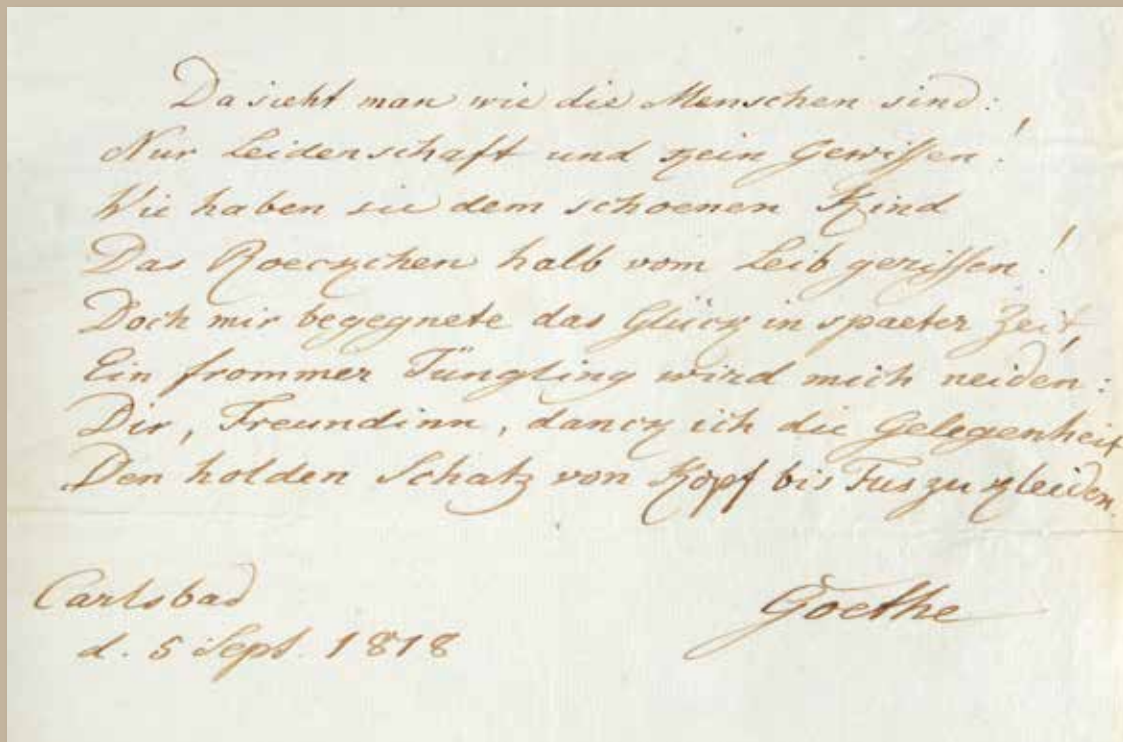 Da sieht man wie die Menschen sind:
Nur Leidenschaft und kein Gewissen!
Wie haben sie dem schoenen Kind
Das Roeckchen halb vom Leib gerissen!
Doch mir begegnete das Glück in spaeter Zeit,
Ein frommer Jüngling wird mich neiden:
Dir, Freundinn, danck ich die Gelegenheit
Den holden Schatz von Kopf bis Fus zu kleiden.
Carlsbad
d. 5 Sept. 1818
Goethe